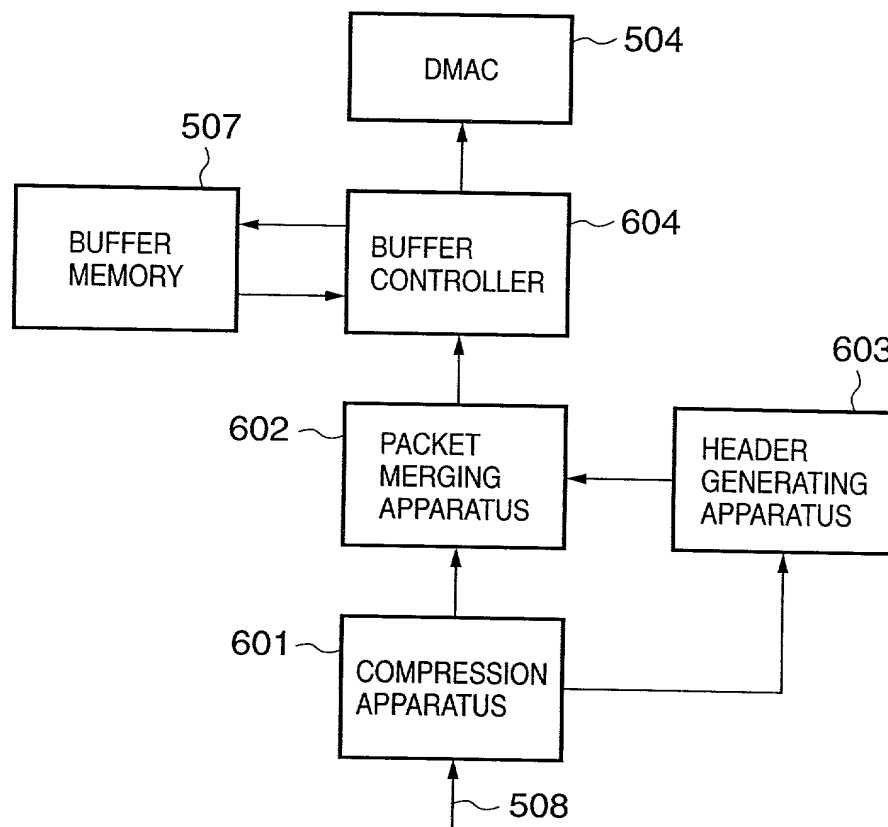 504
DMAC
507
604
BUFFER
MEMORY
BUFFER
CONTROLLER
603
602
PACKET
MERGING
APPARATUS
HEADER
GENERATING
APPARATUS
601
COMPRESSION
APPARATUS
508